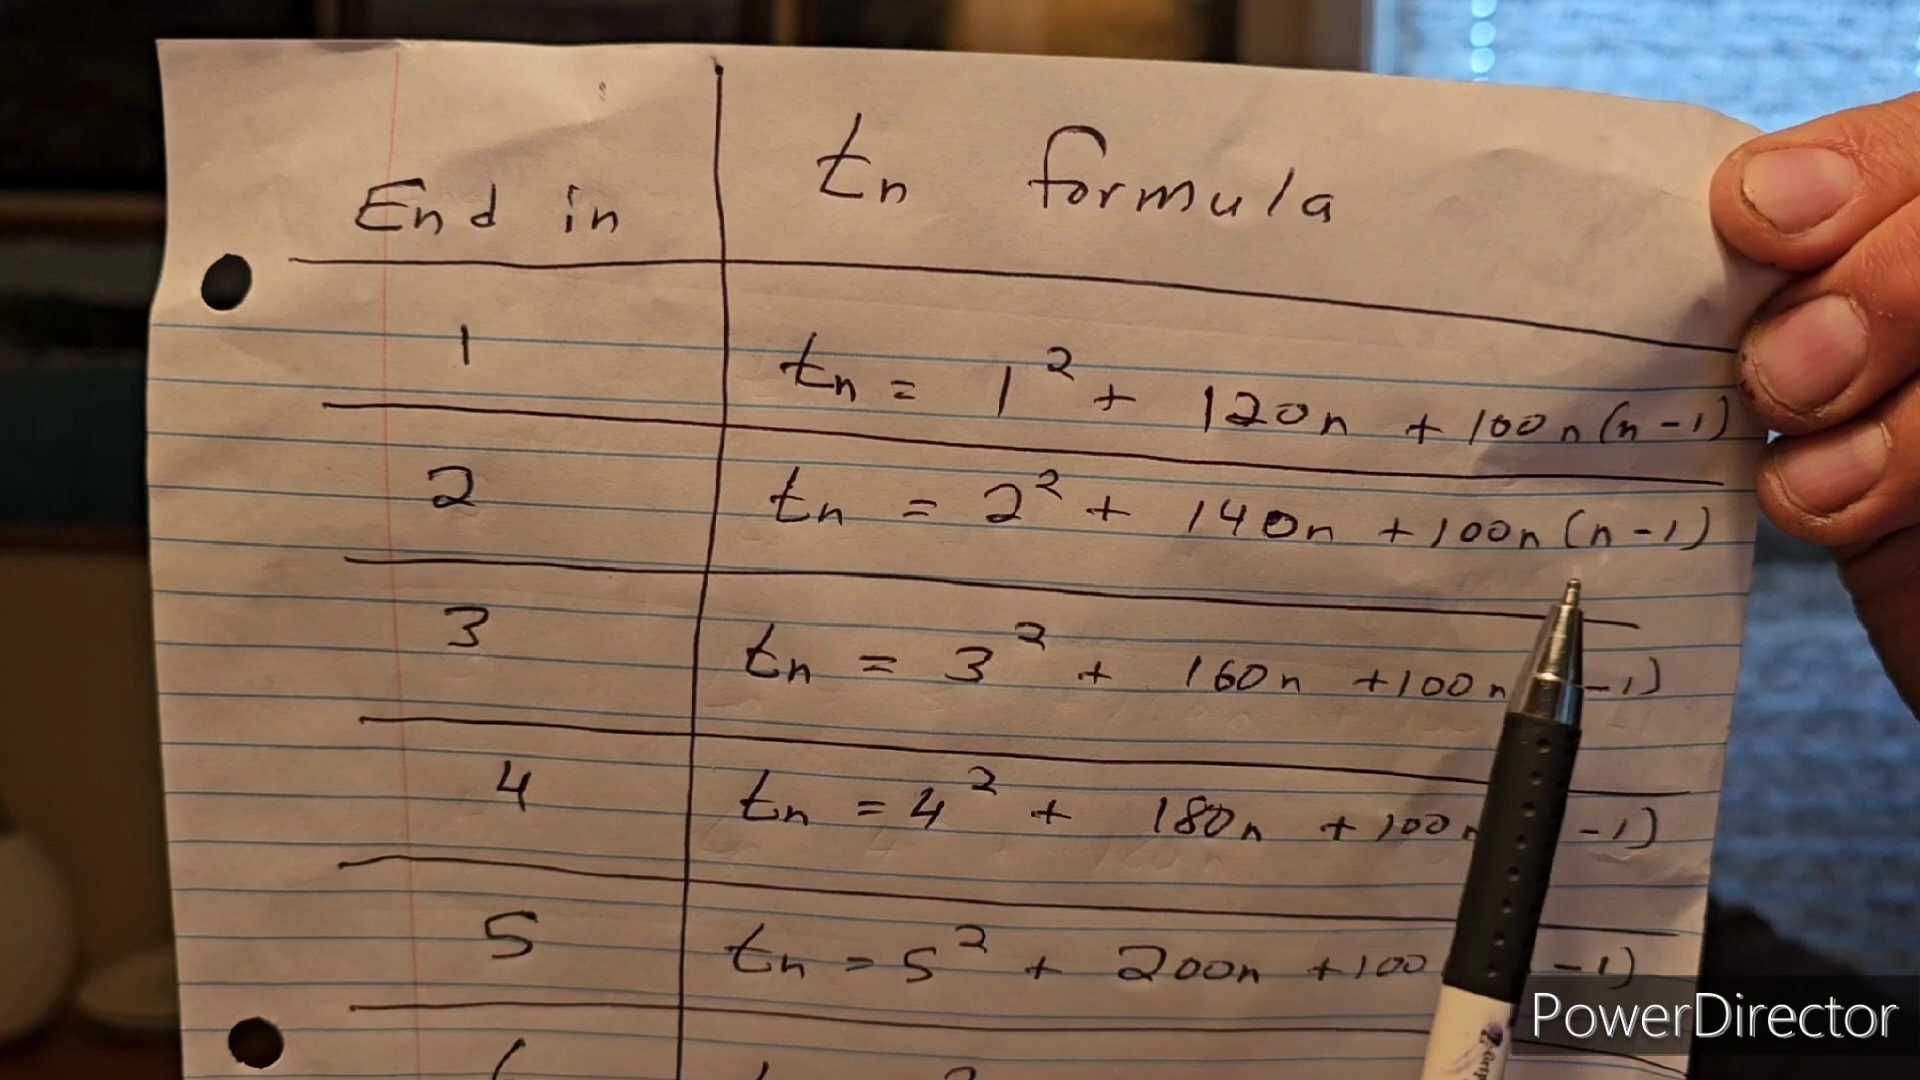 End in tn formula
1 tn = 1² + 120n + 100n(n-1)
2 tn = 2² + 140n + 100n(n-1)
3 tn = 3² + 160n +100n -1)
4 tn = 4² + 180n + 100n -1)
5 tn = 5² + 200n +100 -1)
PowerDirector